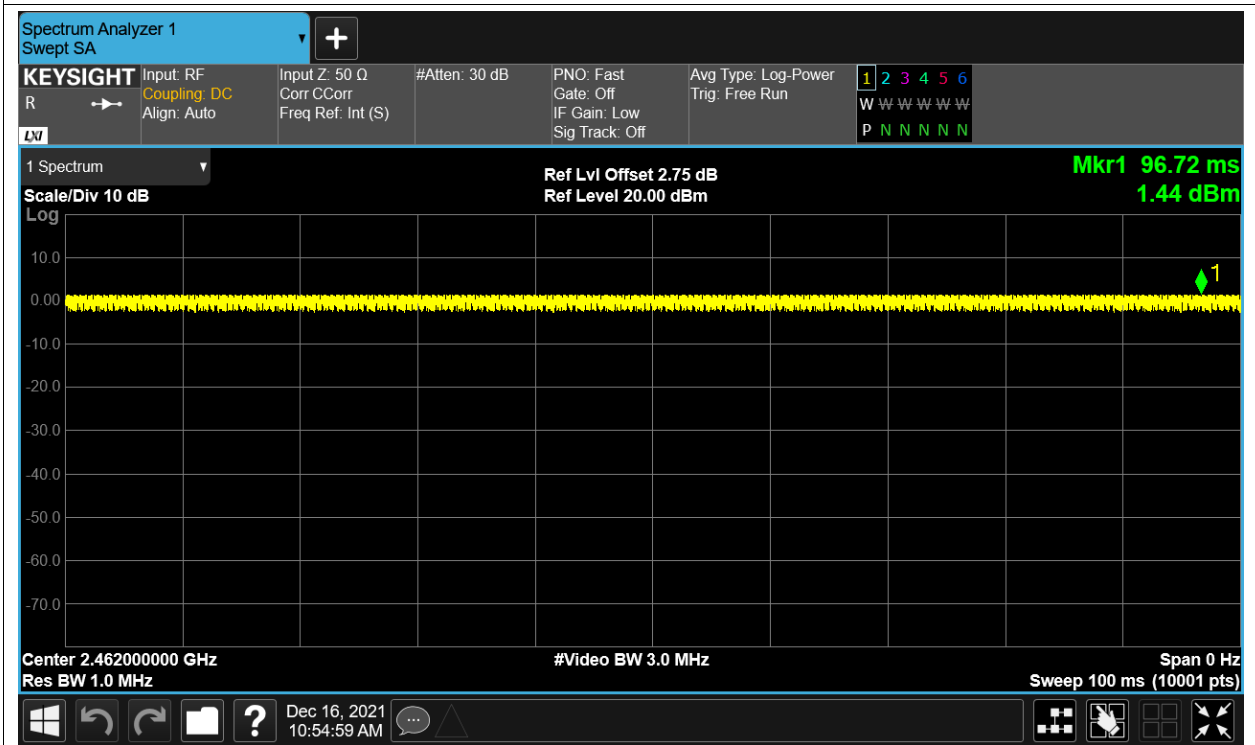 Spectrum Analyzer 1
Swept SA
KEYSIGHT
R
LXI
Input: RF
Coupling: DC
Align: Auto
Input Z: 50 Ω
Corr CCorr
Freq Ref: Int (S)
#Atten: 30 dB
PNO: Fast
Gate: Off
IF Gain: Low
Sig Track: Off
Avg Type: Log-Power
Trig: Free Run
1 2 3 4 5 6
W W W W W W
P N N N N N
1 Spectrum
Scale/Div 10 dB
Log
Ref Lvl Offset 2.75 dB
Ref Level 20.00 dBm
Mkr1 96.72 ms
1.44 dBm
10.0
1
0.00
-10.0
-20.0
-30.0
-40.0
-50.0
-60.0
-70.0
Center 2.462000000 GHz
Res BW 1.0 MHz
#Video BW 3.0 MHz
Span 0 Hz
Sweep 100 ms (10001 pts)
?
Dec 16, 2021
10:54:59 AM